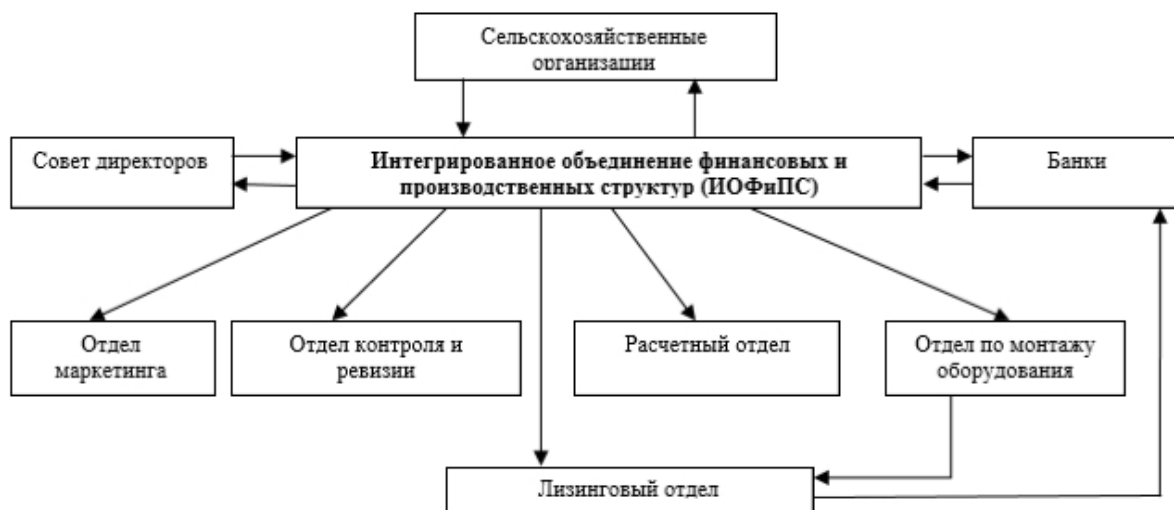 Сельскохозяйственные
организации
Совет директоров
Интегрированное объединение финансовых и
производственных структур (ИОФиПС)
Банки
Отдел
маркетинга
Отдел контроля и
ревизии
Расчетный отдел
Отдел по монтажу
оборудования
Лизинговый отдел